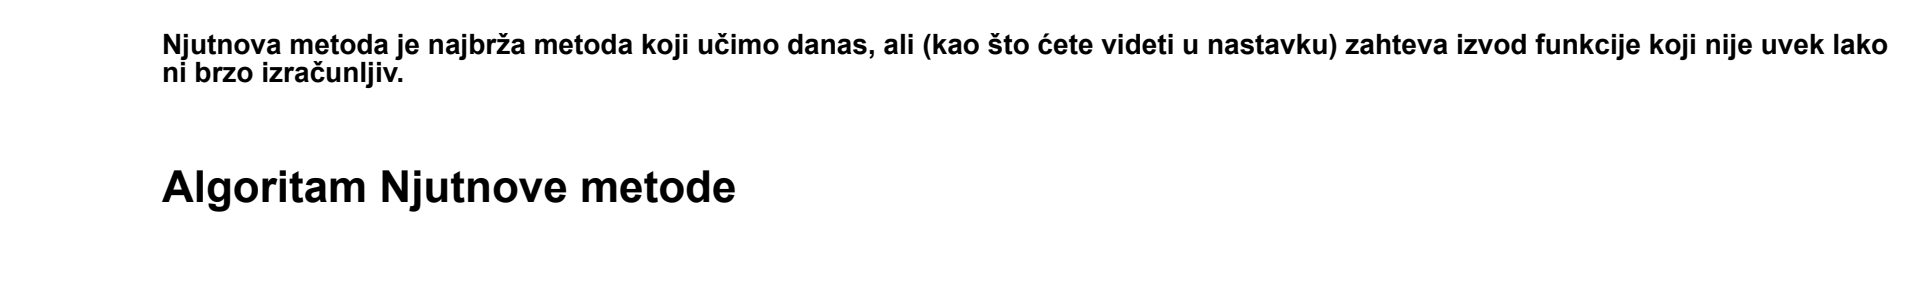 Njutnova metoda je najbrža metoda koji učimo danas, ali (kao što ćete videti u nastavku) zahteva izvod funkcije koji nije uvek lako
ni brzo izračunljiv.
Algoritam Njutnove metode